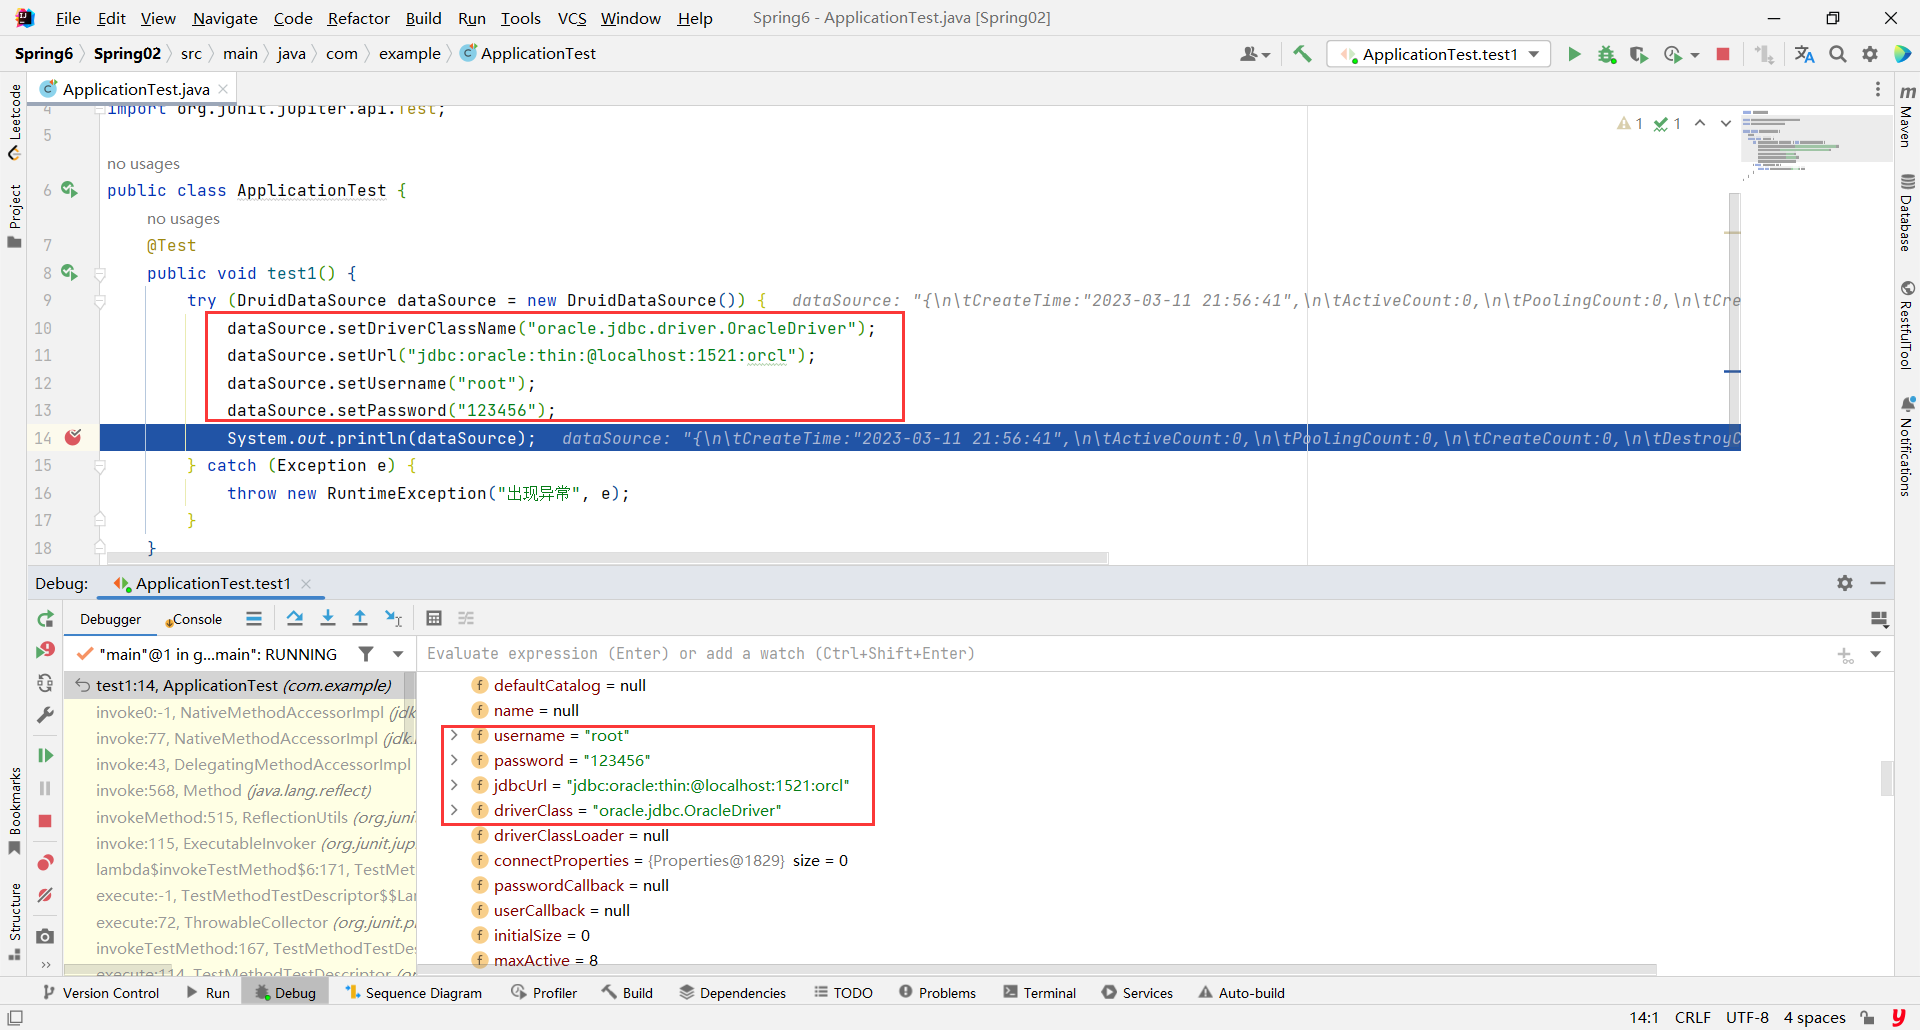 File Edit View Navigate Code Refactor Build Run Tools VCS Window Help Spring6 - ApplicationTest.java [Spring02]
Spring6 Spring02 src main java com example ApplicationTest ApplicationTest.test1
ApplicationTest.java
4 import org.junit.jupiter.api.Test;
5
no usages
6 public class ApplicationTest {
no usages
7 @Test
8 public void test1() {
9 try (DruidDataSource dataSource = new DruidDataSource()) { dataSource: "{\n\tCreateTime:"2023-03-11 21:56:41",\n\tActiveCount:0,\n\tPoolingCount:0,\n\tCre
10 dataSource.setDriverClassName("oracle.jdbc.driver.OracleDriver");
11 dataSource.setUrl("jdbc:oracle:thin:@localhost:1521:orcl");
12 dataSource.setUsername("root");
13 dataSource.setPassword("123456");
14 System.out.println(dataSource); dataSource: "{\n\tCreateTime:"2023-03-11 21:56:41",\n\tActiveCount:0,\n\tPoolingCount:0,\n\tCreateCount:0,\n\tDestroyC
15 } catch (Exception e) {
16 throw new RuntimeException("出现异常", e);
17 }
18 }
1 1
Leetcode
Project
Bookmarks
Structure
Maven
Database
RestfulTool
Notifications
Debug: ApplicationTest.test1
Debugger Console
"main"@1 in g...main": RUNNING
Evaluate expression (Enter) or add a watch (Ctrl+Shift+Enter)
test1:14, ApplicationTest (com.example)
invoke0:-1, NativeMethodAccessorImpl (jdk.
invoke:77, NativeMethodAccessorImpl (jdk.
invoke:43, DelegatingMethodAccessorImpl
invoke:568, Method (java.lang.reflect)
invokeMethod:515, ReflectionUtils (org.juni
invoke:115, ExecutableInvoker (org.junit.jup
lambda$invokeTestMethod$6:171, TestMet
execute:-1, TestMethodTestDescriptor$$Lar
execute:72, ThrowableCollector (org.junit.p
invokeTestMethod:167, TestMethodTestDes
execute:114, TestMethodTestDescriptor (o
defaultCatalog = null
name = null
username = "root"
password = "123456"
jdbcUrl = "jdbc:oracle:thin:@localhost:1521:orcl"
driverClass = "oracle.jdbc.OracleDriver"
driverClassLoader = null
connectProperties = {Properties@1829} size = 0
passwordCallback = null
userCallback = null
initialSize = 0
maxActive = 8
Version Control Run Debug Sequence Diagram Profiler Build Dependencies TODO Problems Terminal Services Auto-build
14:1 CRLF UTF-8 4 spaces